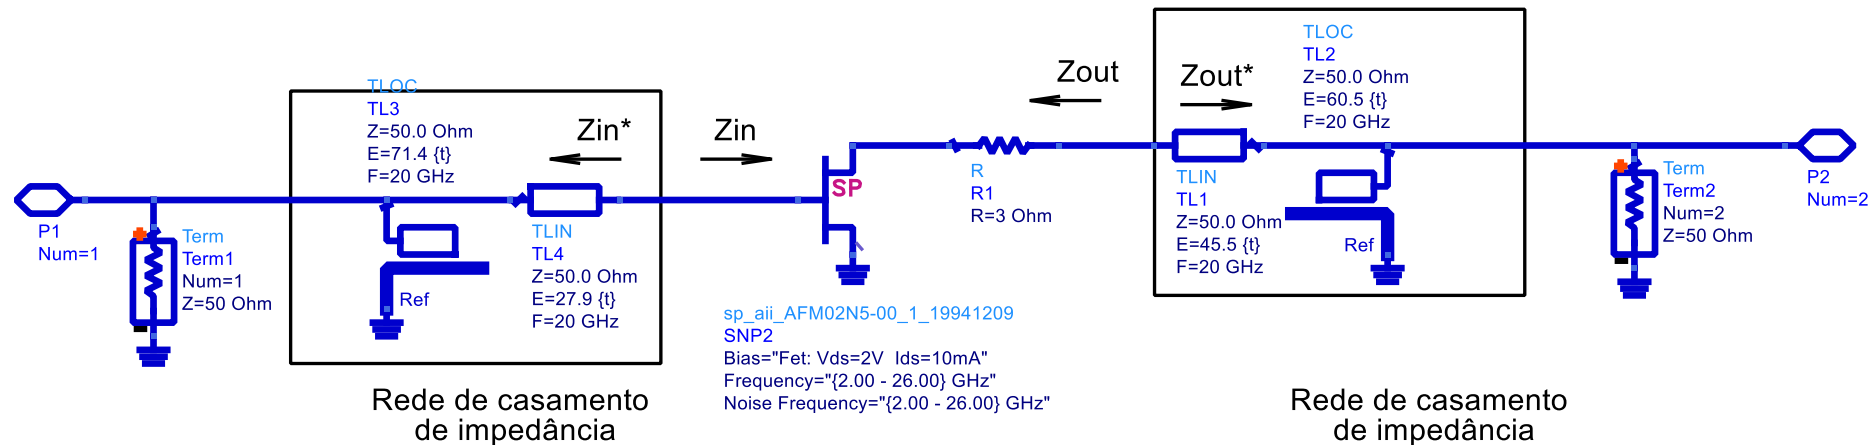 TLOC
TL3
Z=50.0 Ohm
E=71.4 {t}
F=20 GHz
Zin*
Zin
P1
Num=1
Term
Term1
Num=1
Z=50 Ohm
Ref
TLIN
TL4
Z=50.0 Ohm
E=27.9 {t}
F=20 GHz
Rede de casamento
de impedância
SP
sp_aii_AFM02N5-00_1_19941209
SNP2
Bias="Fet: Vds=2V  Ids=10mA"
Frequency="{2.00 - 26.00} GHz"
Noise Frequency="{2.00 - 26.00} GHz"
Zout
R
R1
R=3 Ohm
Zout*
TLOC
TL2
Z=50.0 Ohm
E=60.5 {t}
F=20 GHz
TLIN
TL1
Z=50.0 Ohm
E=45.5 {t}
F=20 GHz
Ref
Term
Term2
Num=2
Z=50 Ohm
P2
Num=2
Rede de casamento
de impedância